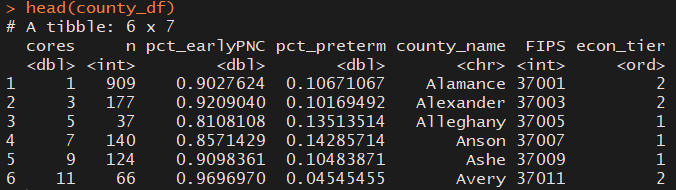 > head(county_df)
# A tibble: 6 x 7
cores n pct_earlyPNC pct_preterm county_name FIPS econ_tier
<dbl> <int> <dbl> <dbl> <chr> <int> <ord>
1 1 909 0.9027624 0.10671067 Alamance 37001 2
2 3 177 0.9209040 0.10169492 Alexander 37003 2
3 5 37 0.8108108 0.13513514 Alleghany 37005 1
4 7 140 0.8571429 0.14285714 Anson 37007 1
5 9 124 0.9098361 0.10483871 Ashe 37009 1
6 11 66 0.9696970 0.04545455 Avery 37011 2